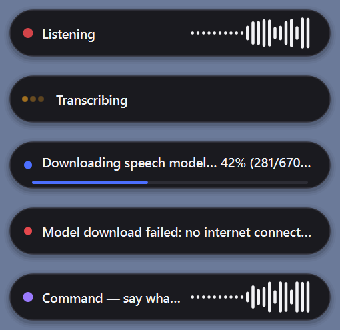 Listening
Transcribing
Downloading speech model... 42% (281/670...
Model download failed: no internet connect...
Command — say wha...